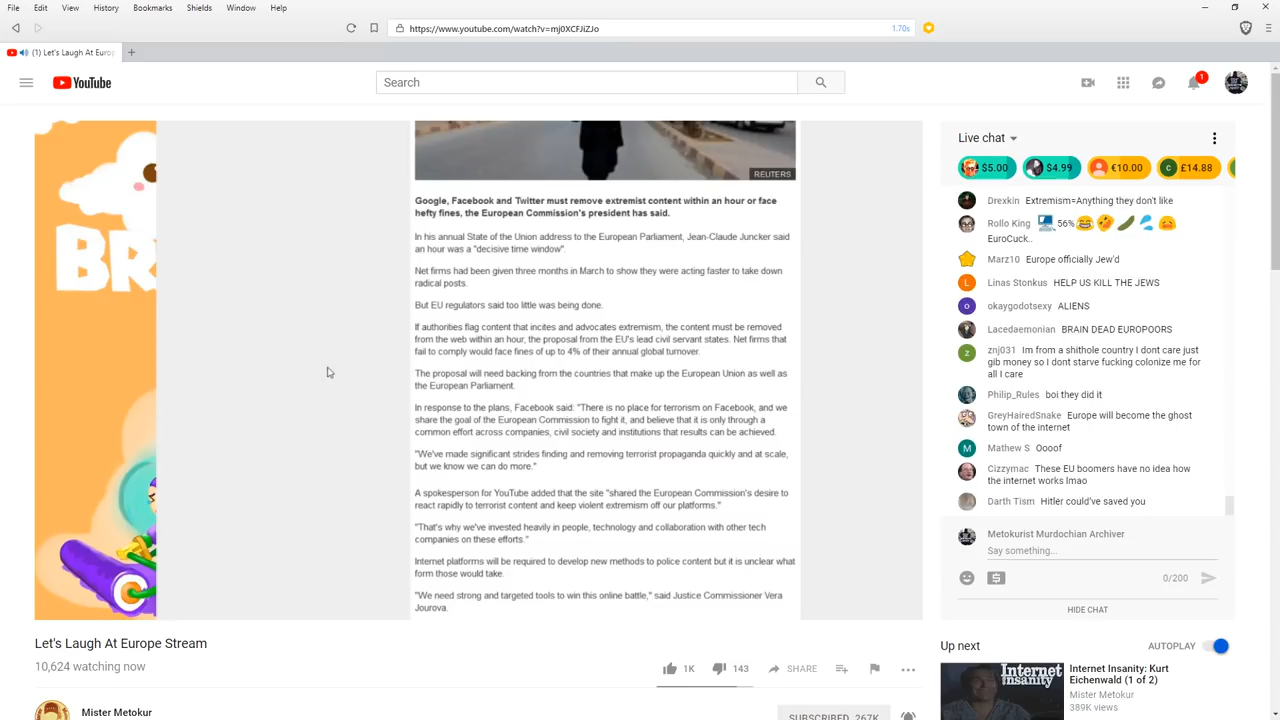 File Edit View History Bookmarks Shields Window Help
https://www.youtube.com/watch?v=mj0XCFJiZJo 1.70s
(1) Let's Laugh At Europ
YouTube
Search
1
BR
REUTERS
Google, Facebook and Twitter must remove extremist content within an hour or face
hefty fines, the European Commission's president has said.
In his annual State of the Union address to the European Parliament, Jean-Claude Juncker said
an hour was a "decisive time window".
Net firms had been given three months in March to show they were acting faster to take down
radical posts.
But EU regulators said too little was being done.
If authorities flag content that incites and advocates extremism, the content must be removed
from the web within an hour, the proposal from the EU's lead civil servant states. Net firms that
fail to comply would face fines of up to 4% of their annual global turnover.
The proposal will need backing from the countries that make up the European Union as well as
the European Parliament.
In response to the plans, Facebook said: "There is no place for terrorism on Facebook, and we
share the goal of the European Commission to fight it, and believe that it is only through a
common effort across companies, civil society and institutions that results can be achieved.
"We've made significant strides finding and removing terrorist propaganda quickly and at scale,
but we know we can do more."
A spokesperson for YouTube added that the site "shared the European Commission's desire to
react rapidly to terrorist content and keep violent extremism off our platforms."
"That's why we've invested heavily in people, technology and collaboration with other tech
companies on these efforts."
Internet platforms will be required to develop new methods to police content but it is unclear what
form those would take.
"We need strong and targeted tools to win this online battle," said Justice Commissioner Vera
Jourova.
Let's Laugh At Europe Stream
10,624 watching now
1K 143 SHARE
Mister Metokur
SUBSCRIBED 267K
Live chat
$5.00 $4.99 €10.00 £14.88
Drexkin Extremism=Anything they don't like
Rollo King 56%
EuroCuck..
Marz10 Europe officially Jew'd
Linas Stonkus HELP US KILL THE JEWS
okaygodotsexy ALIENS
Lacedaemonian BRAIN DEAD EUROPOORS
znj031 Im from a shithole country I dont care just
gib money so I dont starve fucking colonize me for
all I care
Philip_Rules boi they did it
GreyHairedSnake Europe will become the ghost
town of the internet
Mathew S Oooof
Cizzymac These EU boomers have no idea how
the internet works lmao
Darth Tism Hitler could've saved you
Metokurist Murdochian Archiver
Say something...
0/200
HIDE CHAT
Up next AUTOPLAY
Internet Insanity
Internet Insanity: Kurt
Eichenwald (1 of 2)
Mister Metokur
389K views